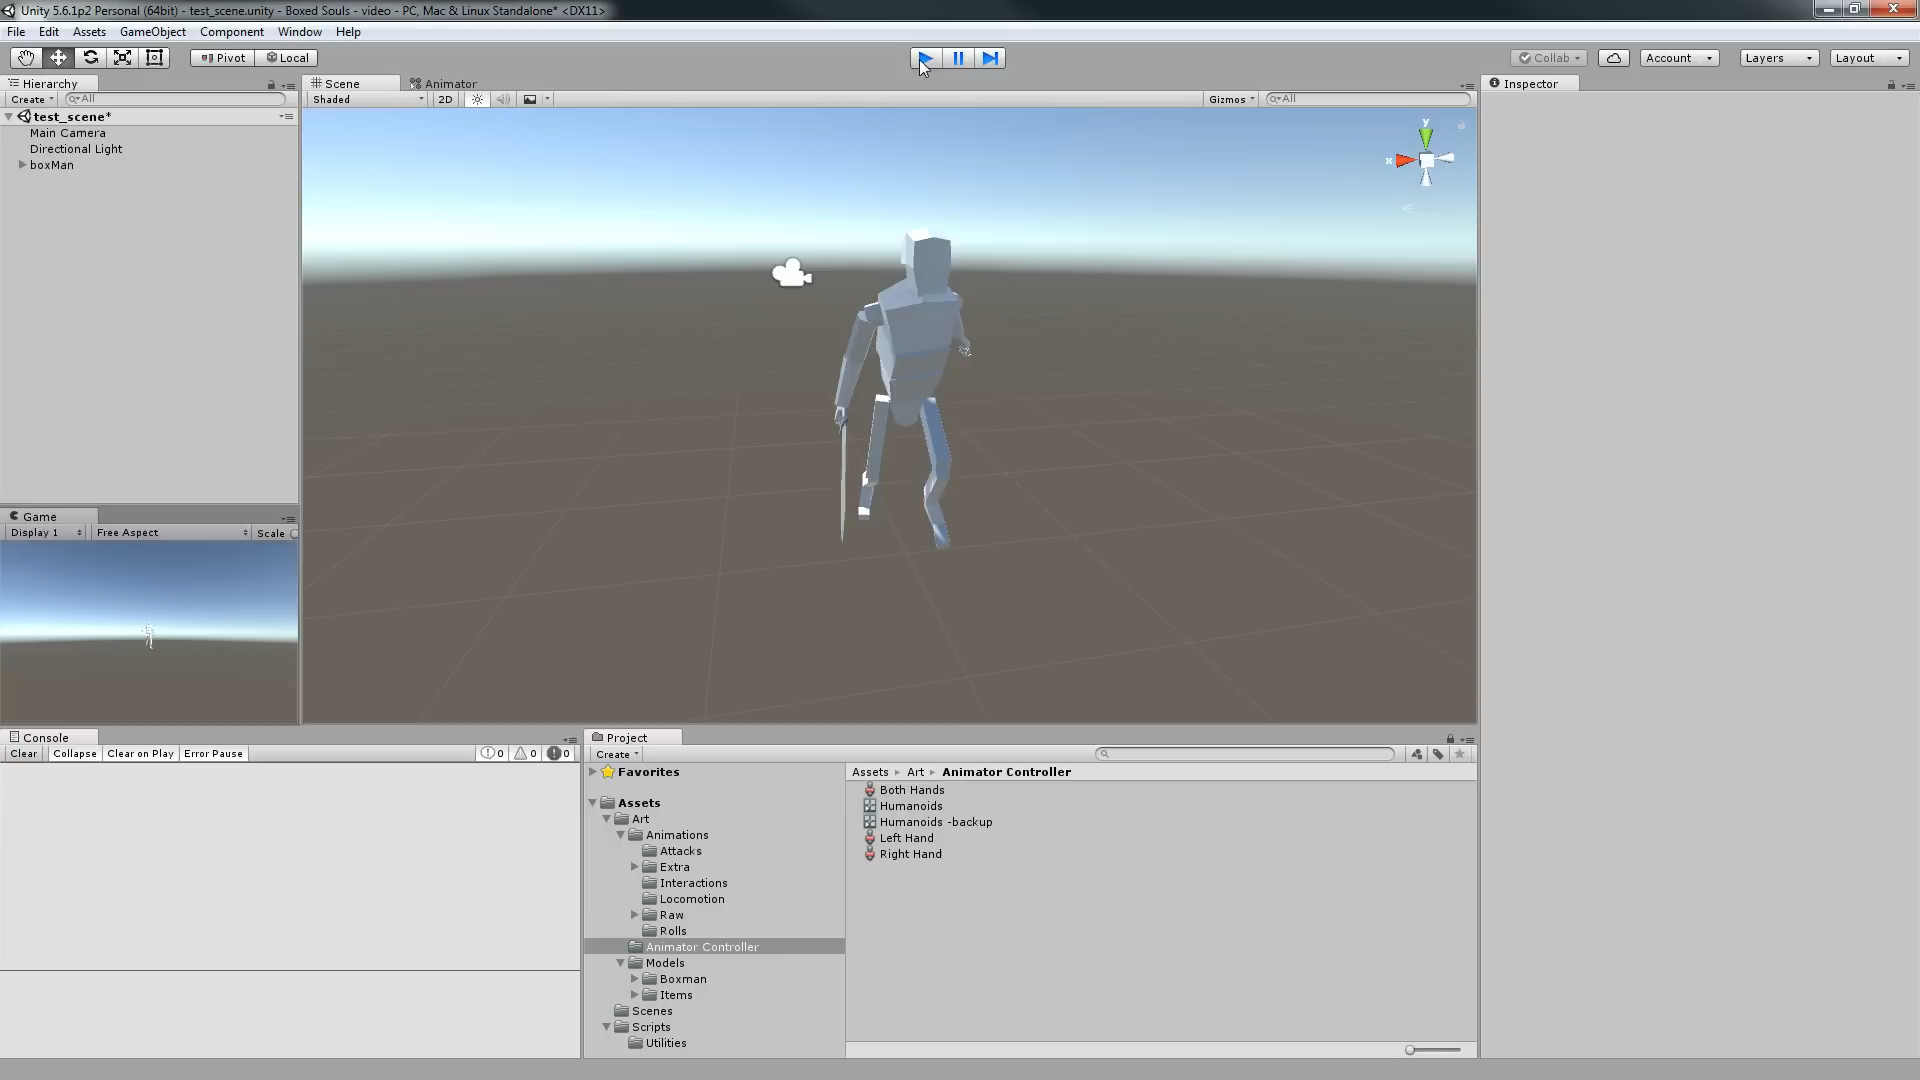 Unity 5.6.1p2 Personal (64bit) - test_scene.unity - Boxed Souls - video - PC, Mac & Linux Standalone* <DX11>
File Edit Assets GameObject Component Window Help
Pivot Local Collab Account Layers Layout
Hierarchy Scene Animator Inspector
Create All Shaded 2D Gizmos All
test_scene*
Main Camera
Directional Light
boxMan
y
x
Game
Display 1 Free Aspect Scale
Console Project
Clear Collapse Clear on Play Error Pause 0 0 0 Create
Favorites Assets Art Animator Controller
Both Hands
Assets Humanoids
Art Humanoids -backup
Animations Left Hand
Attacks Right Hand
Extra
Interactions
Locomotion
Raw
Rolls
Animator Controller
Models
Boxman
Items
Scenes
Scripts
Utilities